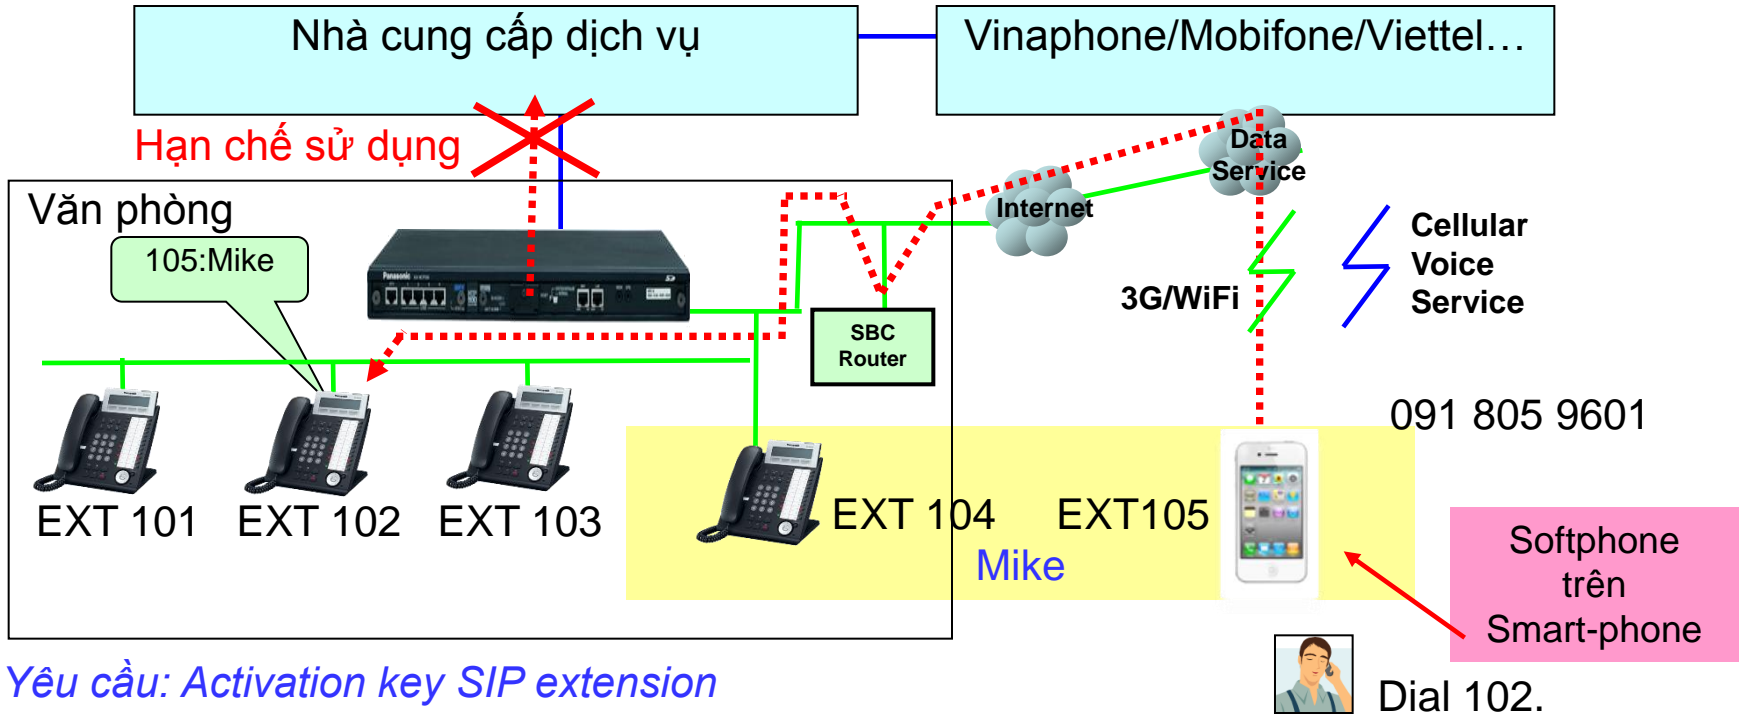 Nhà cung cấp dịch vụ
Vinaphone/Mobifone/Viettel…
Hạn chế sử dụng
Data
Service
Văn phòng
Internet
105:Mike
Cellular
Voice
Service
Panasonic
3G/WiFi
SBC
Router
091 805 9601
EXT 101
EXT 102
EXT 103
EXT 104
EXT105
Mike
Softphone
trên
Smart-phone
Yêu cầu: Activation key SIP extension
Dial 102.